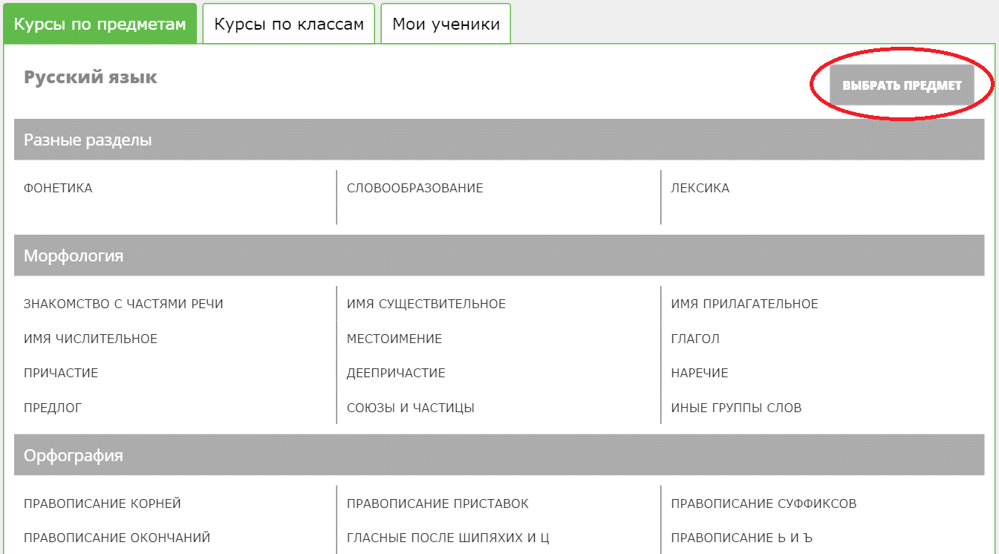 Курсы по предметам Курсы по классам Мои ученики
Русский язык ВЫБРАТЬ ПРЕДМЕТ
Разные разделы
ФОНЕТИКА СЛОВООБРАЗОВАНИЕ ЛЕКСИКА
Морфология
ЗНАКОМСТВО С ЧАСТЯМИ РЕЧИ ИМЯ СУЩЕСТВИТЕЛЬНОЕ ИМЯ ПРИЛАГАТЕЛЬНОЕ
ИМЯ ЧИСЛИТЕЛЬНОЕ МЕСТОИМЕНИЕ ГЛАГОЛ
ПРИЧАСТИЕ ДЕЕПРИЧАСТИЕ НАРЕЧИЕ
ПРЕДЛОГ СОЮЗЫ И ЧАСТИЦЫ ИНЫЕ ГРУППЫ СЛОВ
Орфография
ПРАВОПИСАНИЕ КОРНЕЙ ПРАВОПИСАНИЕ ПРИСТАВОК ПРАВОПИСАНИЕ СУФФИКСОВ
ПРАВОПИСАНИЕ ОКОНЧАНИЙ ГЛАСНЫЕ ПОСЛЕ ШИПЯХИХ И Ц ПРАВОПИСАНИЕ Ь И Ъ